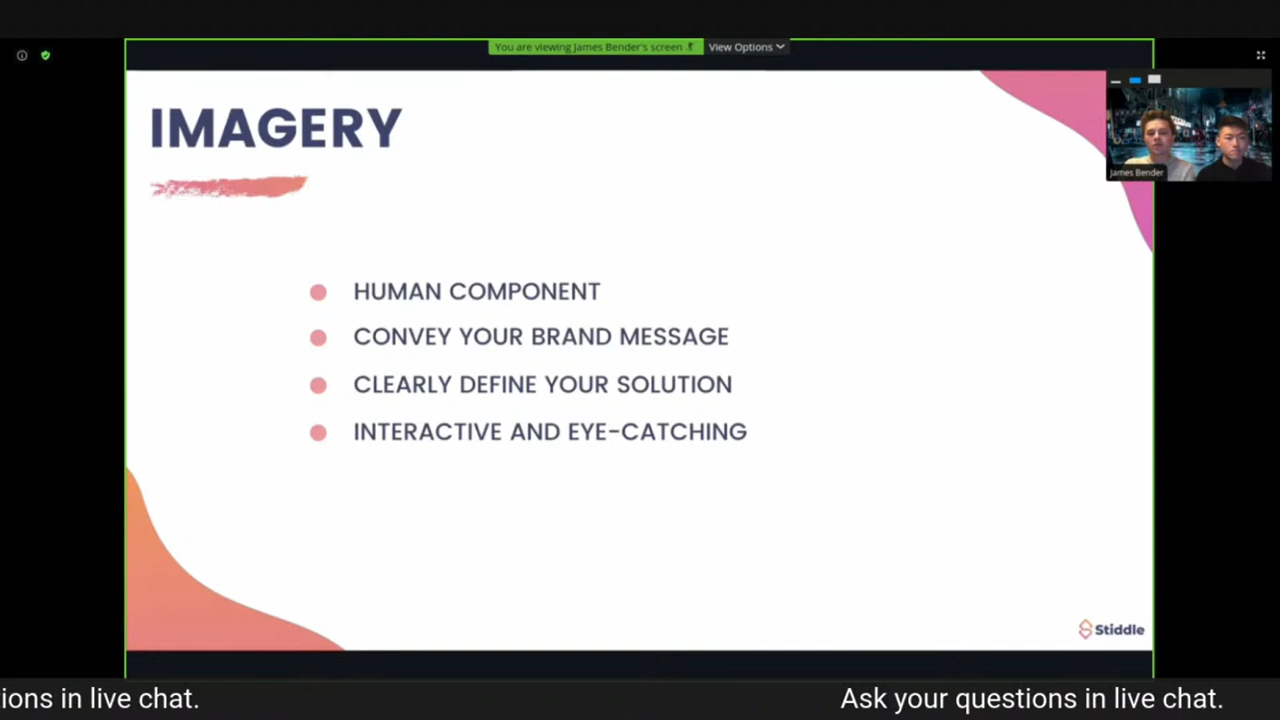 You are viewing James Bender's screen
View Options
IMAGERY
James Bender
HUMAN COMPONENT
CONVEY YOUR BRAND MESSAGE
CLEARLY DEFINE YOUR SOLUTION
INTERACTIVE AND EYE-CATCHING
Stiddle
tions in live chat.
Ask your questions in live chat.